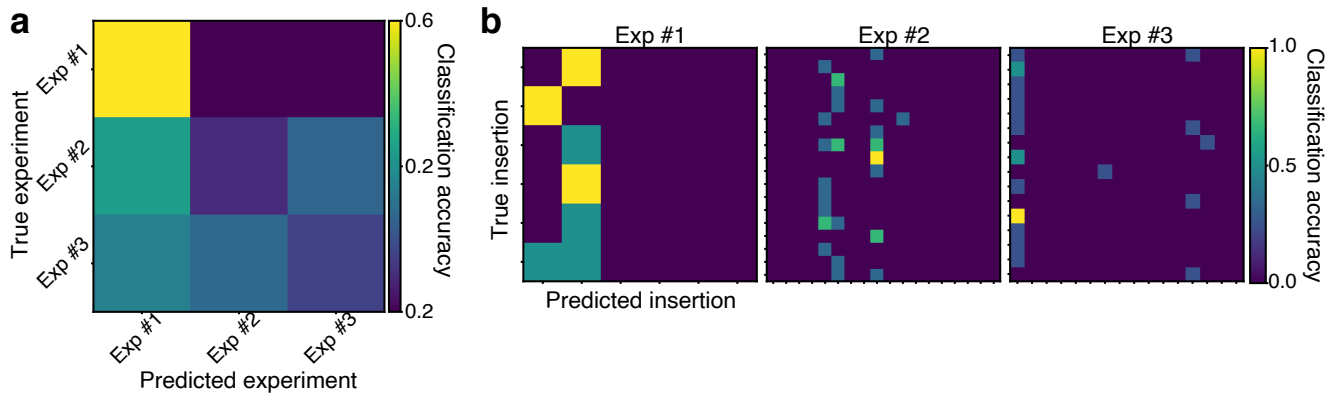 a
True experiment
Exp #1
Exp #2
Exp #3
Exp #1
Exp #2
Exp #3
Predicted experiment
0.6
0.2
0.2
Classification accuracy
b
Exp #1
Exp #2
Exp #3
True insertion
Predicted insertion
1.0
0.5
0.0
Classification accuracy